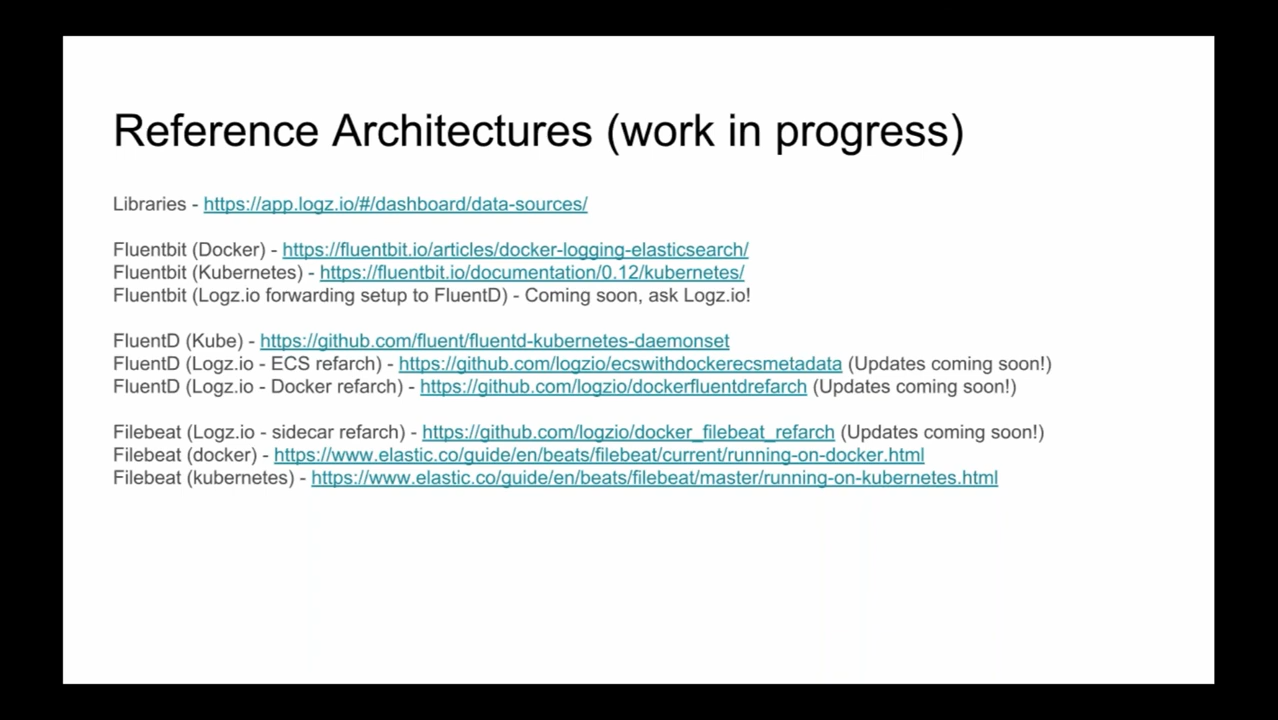 Reference Architectures (work in progress)
Libraries - https://app.logz.io/#/dashboard/data-sources/
Fluentbit (Docker) - https://fluentbit.io/articles/docker-logging-elasticsearch/
Fluentbit (Kubernetes) - https://fluentbit.io/documentation/0.12/kubernetes/
Fluentbit (Logz.io forwarding setup to FluentD) - Coming soon, ask Logz.io!
FluentD (Kube) - https://github.com/fluent/fluentd-kubernetes-daemonset
FluentD (Logz.io - ECS refarch) - https://github.com/logzio/ecswithdockerecsmetadata (Updates coming soon!)
FluentD (Logz.io - Docker refarch) - https://github.com/logzio/dockerfluentdrefarch (Updates coming soon!)
Filebeat (Logz.io - sidecar refarch) - https://github.com/logzio/docker_filebeat_refarch (Updates coming soon!)
Filebeat (docker) - https://www.elastic.co/guide/en/beats/filebeat/current/running-on-docker.html
Filebeat (kubernetes) - https://www.elastic.co/guide/en/beats/filebeat/master/running-on-kubernetes.html